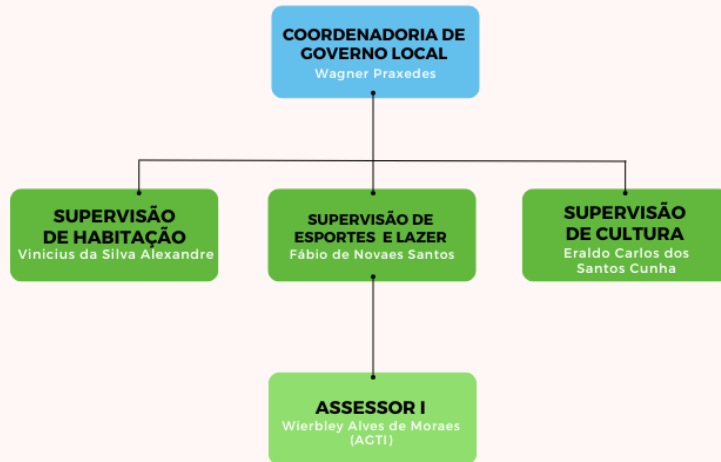 COORDENADORIA DE
GOVERNO LOCAL
Wagner Praxedes
SUPERVISÃO
DE HABITAÇÃO
Vinicius da Silva Alexandre
SUPERVISÃO DE
ESPORTES E LAZER
Fábio de Novaes Santos
SUPERVISÃO
DE CULTURA
Eraldo Carlos dos
Santos Cunha
ASSESSOR I
Wierbley Alves de Moraes
(AGTI)